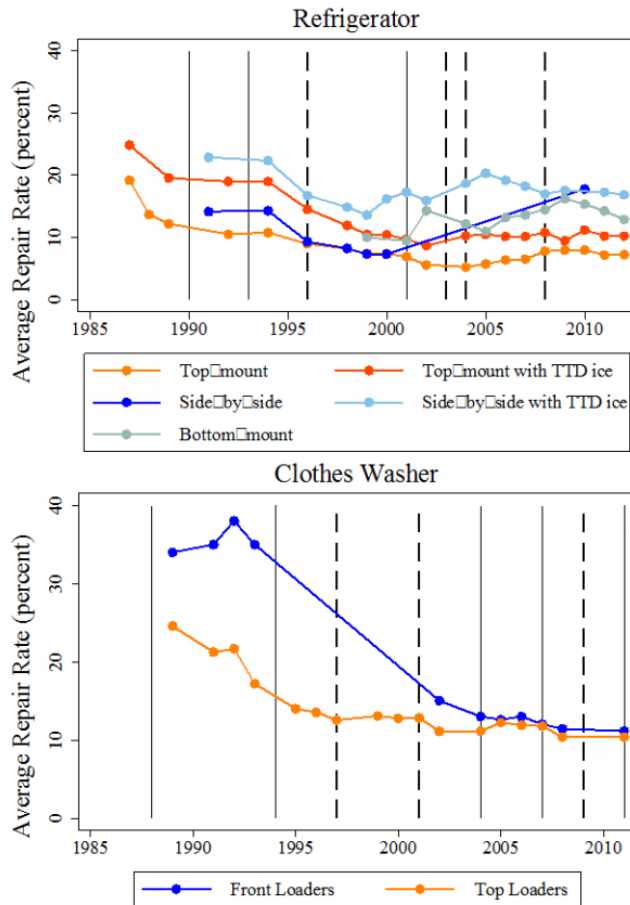 Refrigerator
Average Repair Rate (percent)
40
30
20
10
0
1985 1990 1995 2000 2005 2010
Top□mount Top□mount with TTD ice
Side□by□side Side□by□side with TTD ice
Bottom□mount
Clothes Washer
Average Repair Rate (percent)
40
30
20
10
0
1985 1990 1995 2000 2005 2010
Front Loaders Top Loaders